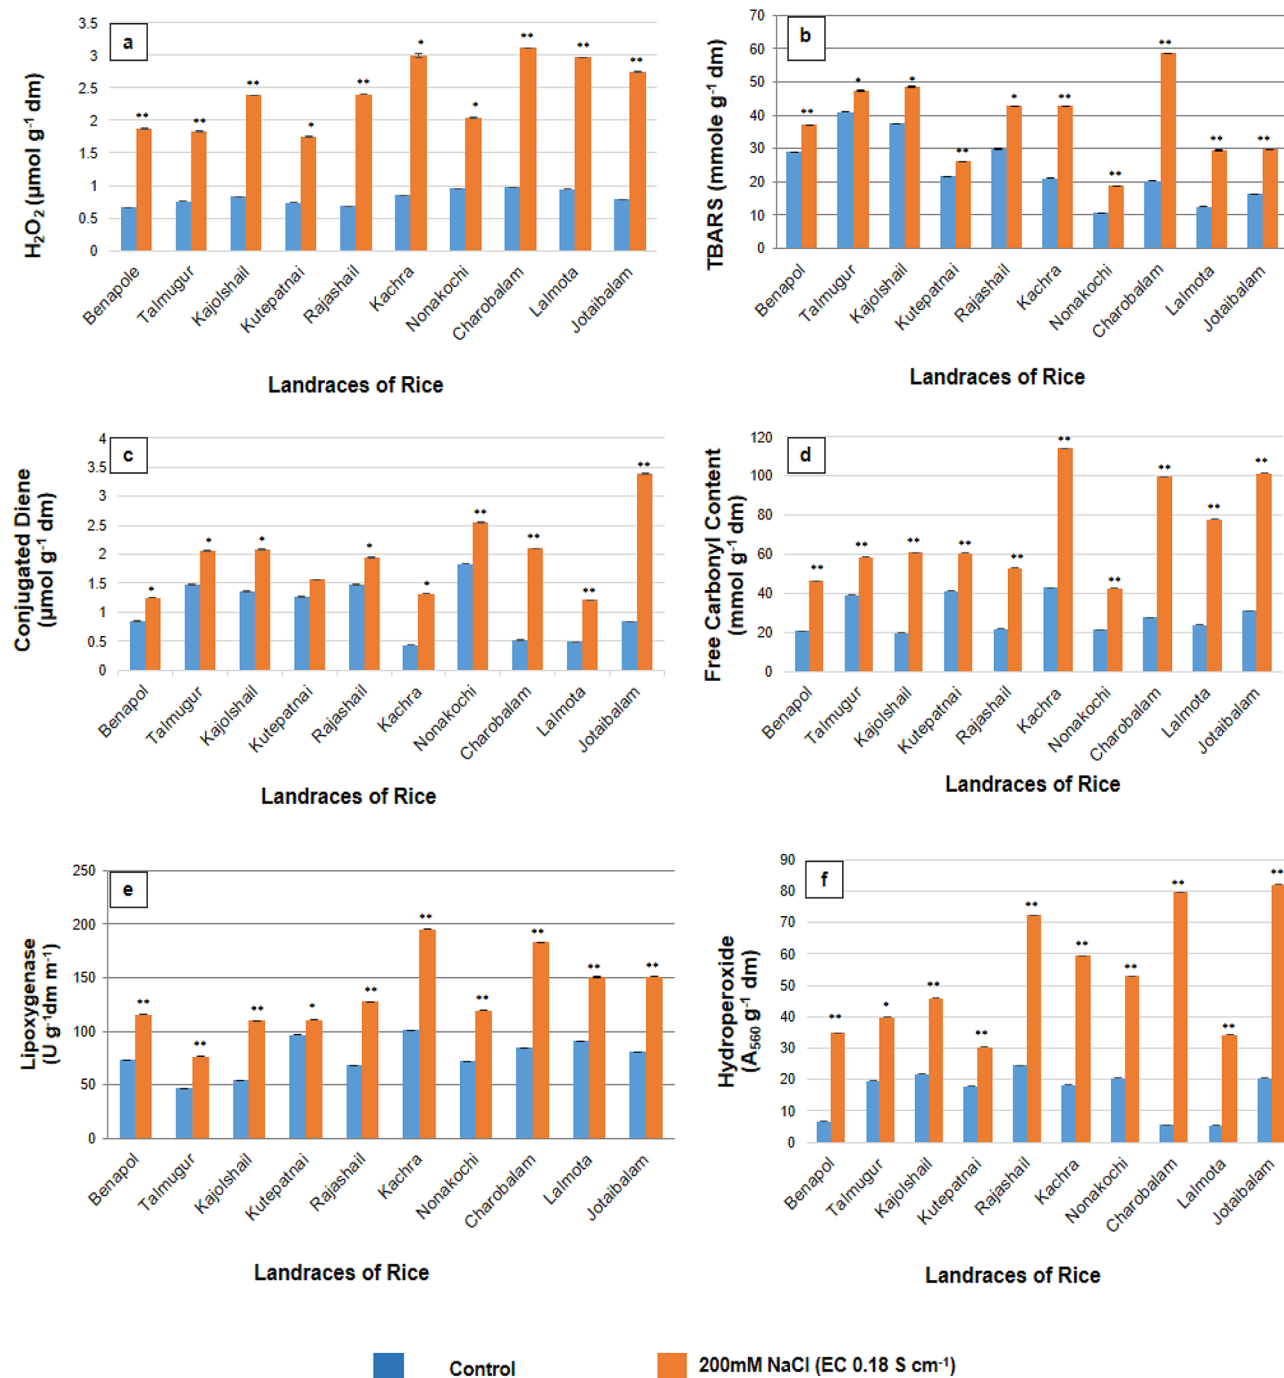 a
H₂O₂ (µmol g⁻¹ dm)
3.5
3
2.5
2
1.5
1
0.5
0
** ** ** * ** * * ** ** **
Benapole Talmugur Kajolshail Kutepatnai Rajashail Kachra Nonakochi Charobalam Lalmota Jotaibalam
Landraces of Rice
b
TBARS (mmole g⁻¹ dm)
70
60
50
40
30
20
10
0
** * * ** * ** ** ** ** **
Benapol Talmugur Kajolshail Kutepatnai Rajashail Kachra Nonakochi Charobalam Lalmota Jotaibalam
Landraces of Rice
c
Conjugated Diene
(µmol g⁻¹ dm)
4
3.5
3
2.5
2
1.5
1
0.5
0
* * * * * ** ** ** **
Benapol Talmugur Kajolshail Kutepatnai Rajashail Kachra Nonakochi Charobalam Lalmota Jotaibalam
Landraces of Rice
d
Free Carbonyl Content
(mmol g⁻¹ dm)
120
100
80
60
40
20
0
** ** ** ** ** ** ** ** ** **
Benapol Talmugur Kajolshail Kutepatnai Rajashail Kachra Nonakochi Charobalam Lalmota Jotaibalam
Landraces of Rice
e
Lipoxygenase
(U g⁻¹dm m⁻¹)
250
200
150
100
50
0
** ** ** * ** ** ** ** ** **
Benapol Talmugur Kajolshail Kutepatnai Rajashail Kachra Nonakochi Charobalam Lalmota Jotaibalam
Landraces of Rice
f
Hydroperoxide
(A₅₆₀ g⁻¹ dm)
90
80
70
60
50
40
30
20
10
0
** * ** ** ** ** ** ** ** **
Benapol Talmugur Kajolshail Kutepatnai Rajashail Kachra Nonakochi Charobalam Lalmota Jotaibalam
Landraces of Rice
Control
200mM NaCl (EC 0.18 S cm⁻¹)